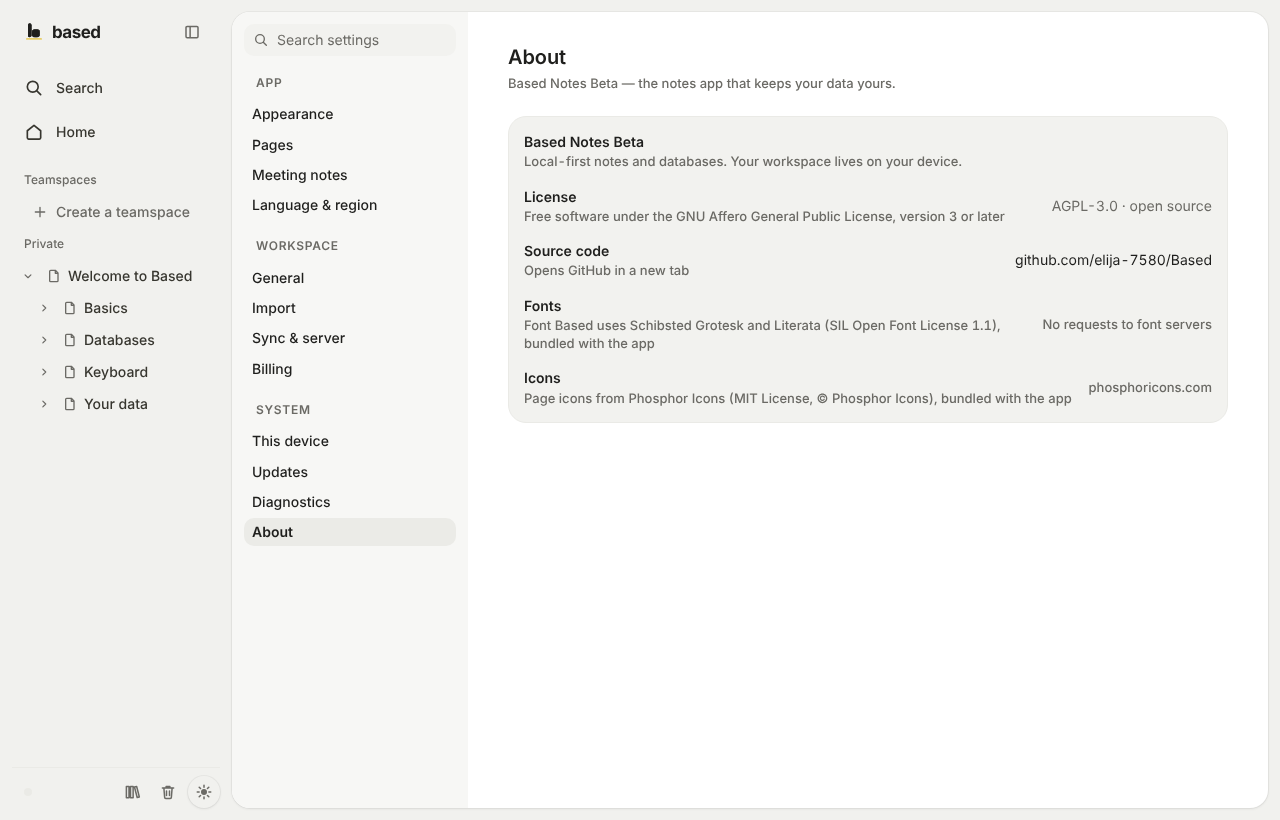 based
Search
Home
Teamspaces
Create a teamspace
Private
Welcome to Based
Basics
Databases
Keyboard
Your data
Search settings
APP
Appearance
Pages
Meeting notes
Language & region
WORKSPACE
General
Import
Sync & server
Billing
SYSTEM
This device
Updates
Diagnostics
About
About
Based Notes Beta — the notes app that keeps your data yours.
Based Notes Beta
Local-first notes and databases. Your workspace lives on your device.
License
Free software under the GNU Affero General Public License, version 3 or later
AGPL-3.0 · open source
Source code
Opens GitHub in a new tab
github.com/elija-7580/Based
Fonts
Font Based uses Schibsted Grotesk and Literata (SIL Open Font License 1.1),
bundled with the app
No requests to font servers
Icons
Page icons from Phosphor Icons (MIT License, © Phosphor Icons), bundled with the app
phosphoricons.com